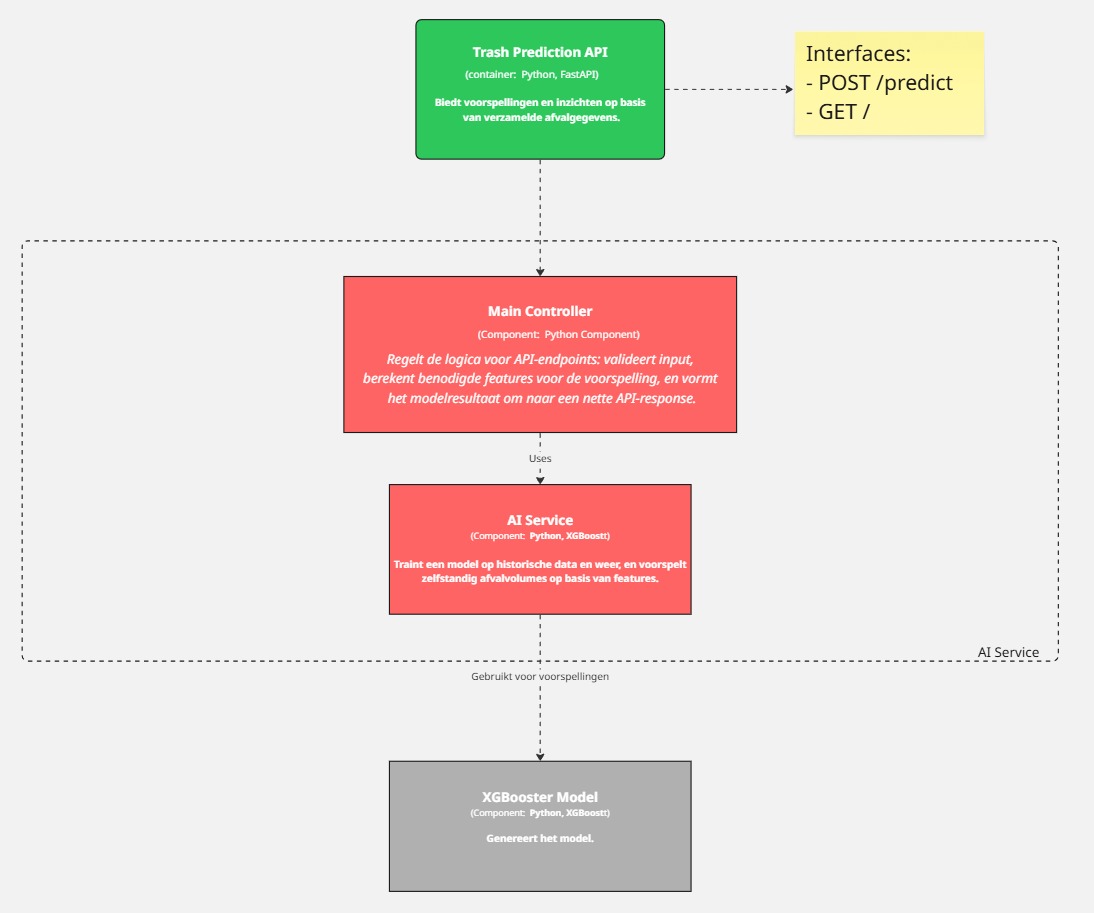 Trash Prediction API
(container: Python, FastAPI)
Biedt voorspellingen en inzichten op basis
van verzamelde afvalgegevens.
Interfaces:
- POST /predict
- GET /
Main Controller
(Component: Python Component)
Regelt de logica voor API-endpoints: valideert input,
berekent benodigde features voor de voorspelling, en vormt
het modelresultaat om naar een nette API-response.
Uses
AI Service
(Component: Python, XGBoostt)
Traint een model op historische data en weer, en voorspelt
zelfstandig afvalvolumes op basis van features.
AI Service
Gebruikt voor voorspellingen
XGBooster Model
(Component: Python, XGBoostt)
Genereert het model.